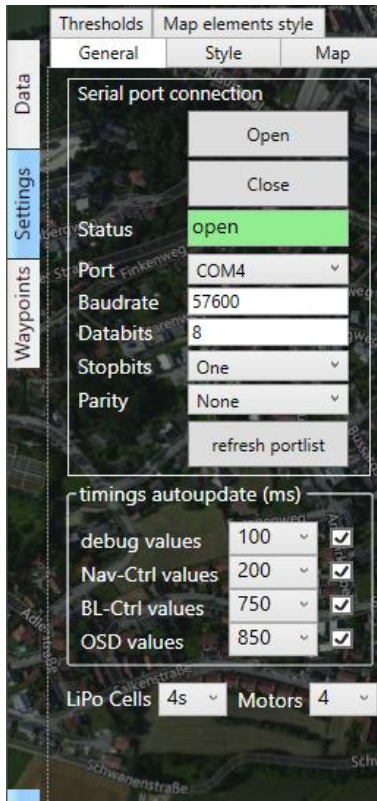 Thresholds Map elements style
General Style Map
Data
Settings
Waypoints
Serial port connection
Open
Close
Status open
Port COM4
Baudrate 57600
Databits 8
Stopbits One
Parity None
refresh portlist
timings autoupdate (ms)
debug values 100
Nav-Ctrl values 200
BL-Ctrl values 750
OSD values 850
LiPo Cells 4s Motors 4
Finkenweg
Schwanenstraße